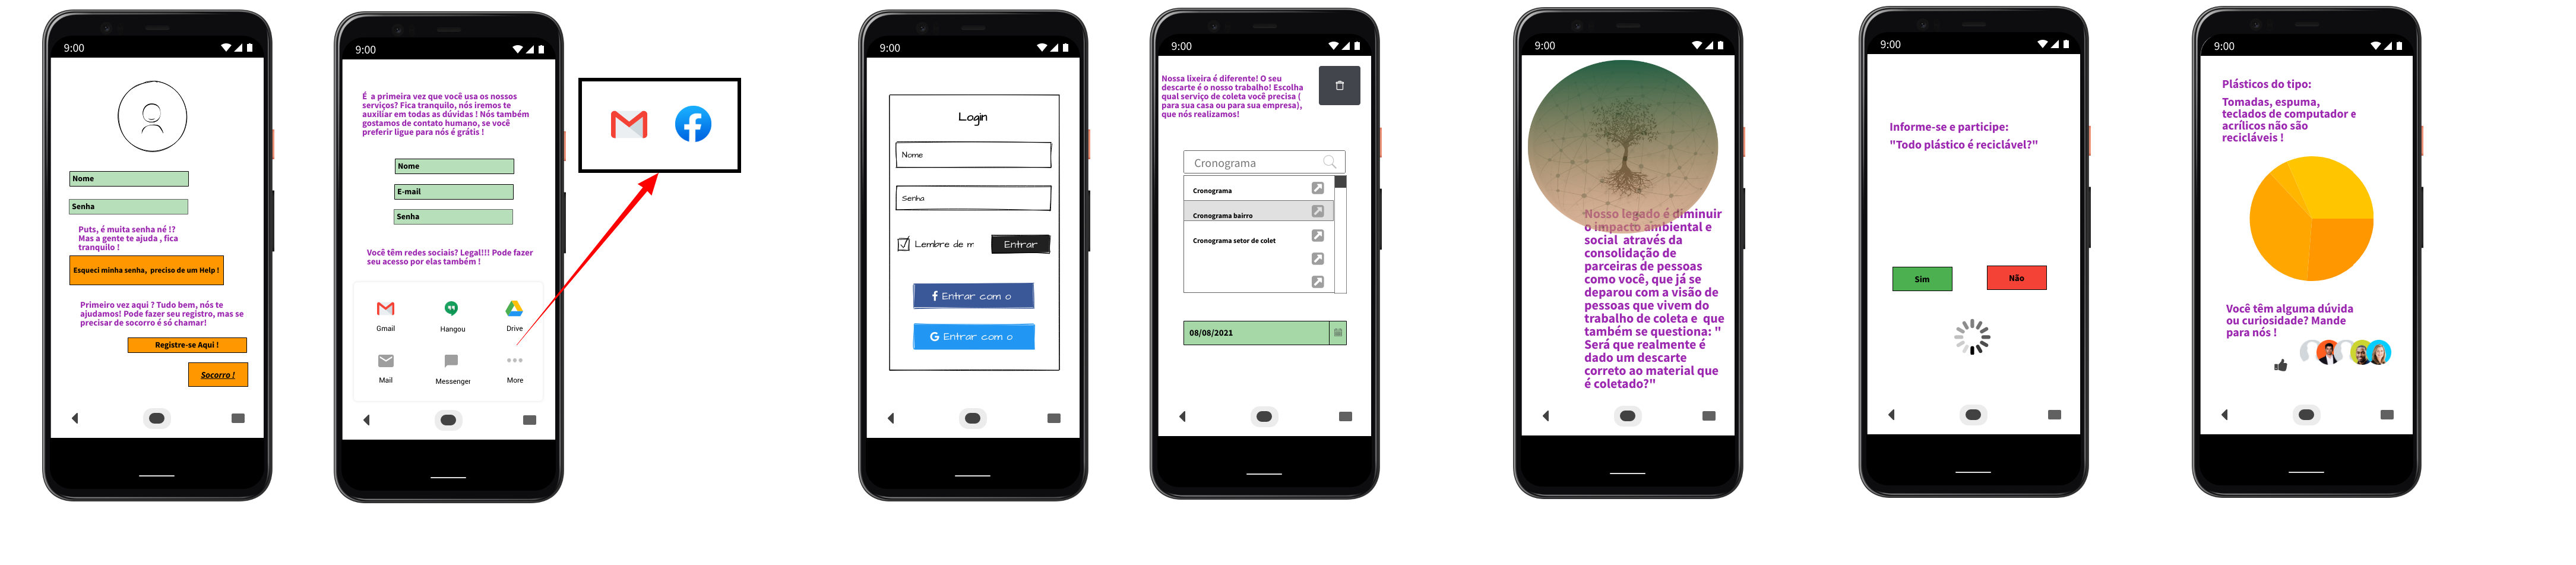 9:00
Nome
Senha
Puts, é muita senha né !?
Mas a gente te ajuda , fica
tranquilo !
Esqueci minha senha,  preciso de um Help !
Primeiro vez aqui ? Tudo bem, nós te
ajudamos! Pode fazer seu registro, mas se
precisar de socorro é só chamar!
Registre-se Aqui !
Socorro !
9:00
É  a primeira vez que você usa os nossos
serviços? Fica tranquilo, nós iremos te
auxiliar em todas as dúvidas ! Nós também
gostamos de contato humano, se você
preferir ligue para nós é grátis !
Nome
E-mail
Senha
Você têm redes sociais? Legal!!! Pode fazer
seu acesso por elas também !
Gmail
Hangou
Drive
Mail
Messenger
More
9:00
Login
Nome
Senha
Lembre de m
Entrar
Entrar com o
Entrar com o
9:00
Nossa lixeira é diferente! O seu
descarte é o nosso trabalho! Escolha
qual serviço de coleta você precisa (
para sua casa ou para sua empresa),
que nós realizamos!
Cronograma
Cronograma
Cronograma bairro
Cronograma setor de colet
08/08/2021
9:00
Nosso legado é diminuir
o impacto ambiental e
social  através da
consolidação de
parceiras de pessoas
como você, que já se
deparou com a visão de
pessoas que vivem do
trabalho de coleta e  que
também se questiona: "
Será que realmente é
dado um descarte
correto ao material que
é coletado?"
9:00
Informe-se e participe:
"Todo plástico é reciclável?"
Sim
Não
9:00
Plásticos do tipo:
Tomadas, espuma,
teclados de computador e
acrílicos não são
recicláveis !
Você têm alguma dúvida
ou curiosidade? Mande
para nós !